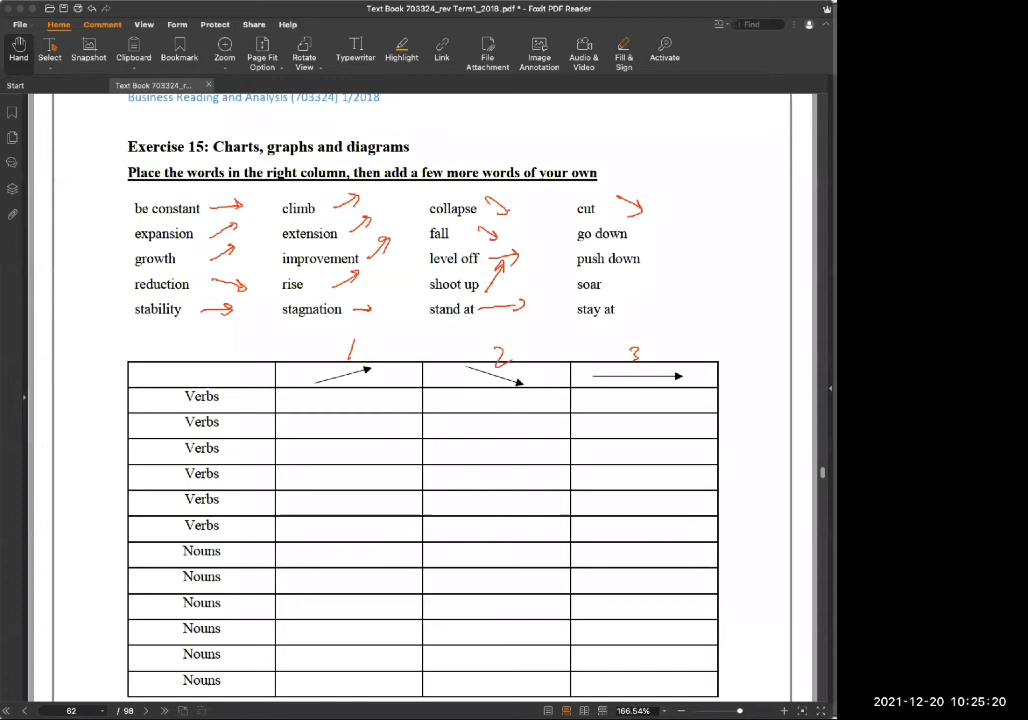 Text Book 703324_rev Term1_2018.pdf * - Foxit PDF Reader
File Home Comment View Form Protect Share Help
Find
Hand Select Snapshot Clipboard Bookmark Zoom Page Fit Option Rotate View Typewriter Highlight Link File Attachment Image Annotation Audio & Video Fill & Sign Activate
Start Text Book 703324_r...
Business Reading and Analysis (703324) 1/2018
Exercise 15: Charts, graphs and diagrams
Place the words in the right column, then add a few more words of your own
be constant climb collapse cut
expansion extension fall go down
growth improvement level off push down
reduction rise shoot up soar
stability stagnation stand at stay at
1 2 3
Verbs
Verbs
Verbs
Verbs
Verbs
Verbs
Nouns
Nouns
Nouns
Nouns
Nouns
Nouns
62 / 98 166.54%
2021-12-20 10:25:20